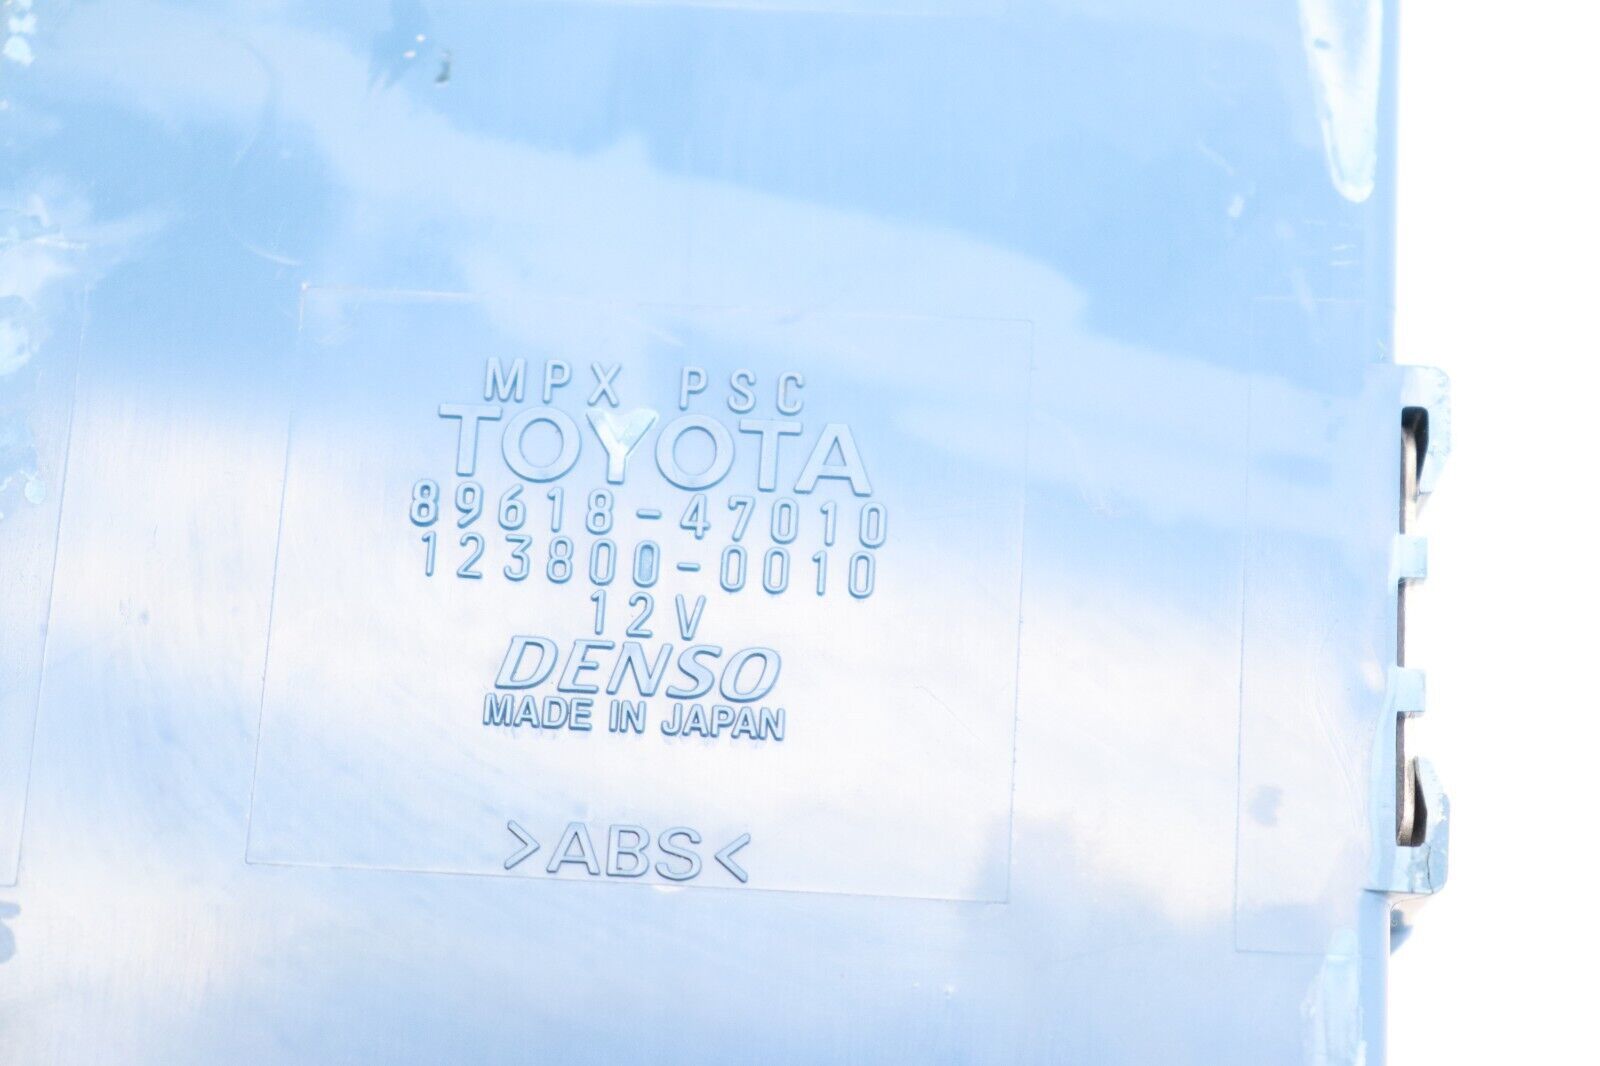 MPX PSC
TOYOTA
89618-47010
123800-0010
12V
DENSO
MADE IN JAPAN
>ABS<